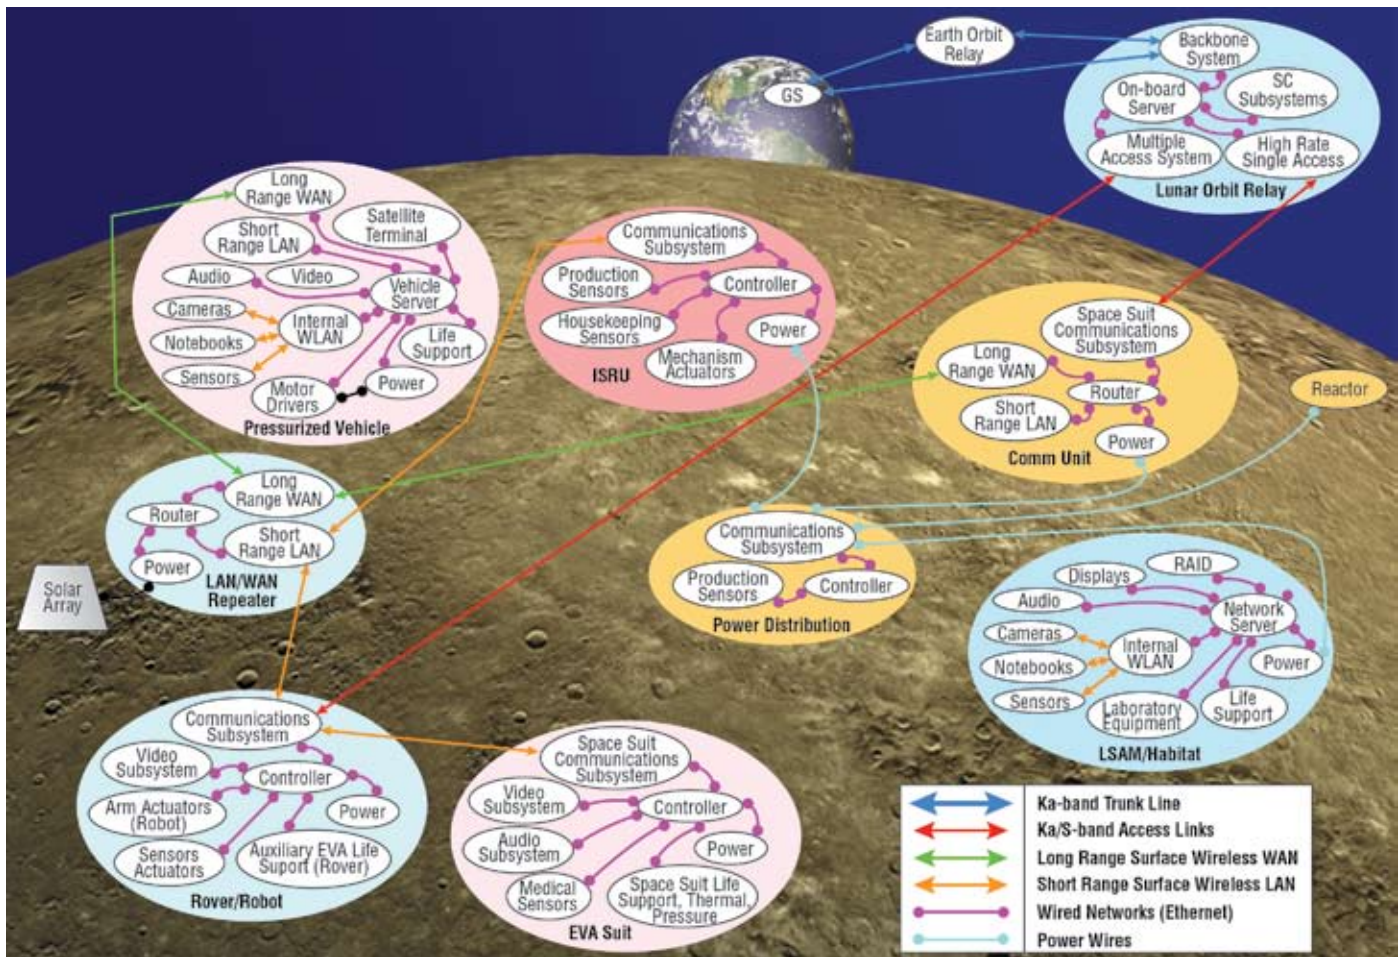 Earth Orbit
Relay
GS
Backbone
System
On-board
Server
SC
Subsystems
Multiple
Access System
High Rate
Single Access
Lunar Orbit Relay
Long
Range WAN
Short
Range LAN
Satellite
Terminal
Audio
Video
Vehicle
Server
Cameras
Notebooks
Sensors
Internal
WLAN
Life
Support
Motor
Drivers
Power
Pressurized Vehicle
Communications
Subsystem
Production
Sensors
Controller
Housekeeping
Sensors
Power
Mechanism
Actuators
ISRU
Space Suit
Communications
Subsystem
Long
Range WAN
Router
Short
Range LAN
Power
Comm Unit
Reactor
Long
Range WAN
Router
Short
Range LAN
Power
LAN/WAN
Repeater
Solar
Array
Communications
Subsystem
Production
Sensors
Controller
Power Distribution
RAID
Displays
Audio
Network
Server
Cameras
Notebooks
Sensors
Internal
WLAN
Power
Laboratory
Equipment
Life
Support
LSAM/Habitat
Communications
Subsystem
Video
Subsystem
Controller
Arm Actuators
(Robot)
Power
Sensors
Actuators
Auxiliary EVA Life
Suport (Rover)
Rover/Robot
Space Suit
Communications
Subsystem
Video
Subsystem
Controller
Audio
Subsystem
Power
Medical
Sensors
Space Suit Life
Support, Thermal,
Pressure
EVA Suit
Ka-band Trunk Line
Ka/S-band Access Links
Long Range Surface Wireless WAN
Short Range Surface Wireless LAN
Wired Networks (Ethernet)
Power Wires